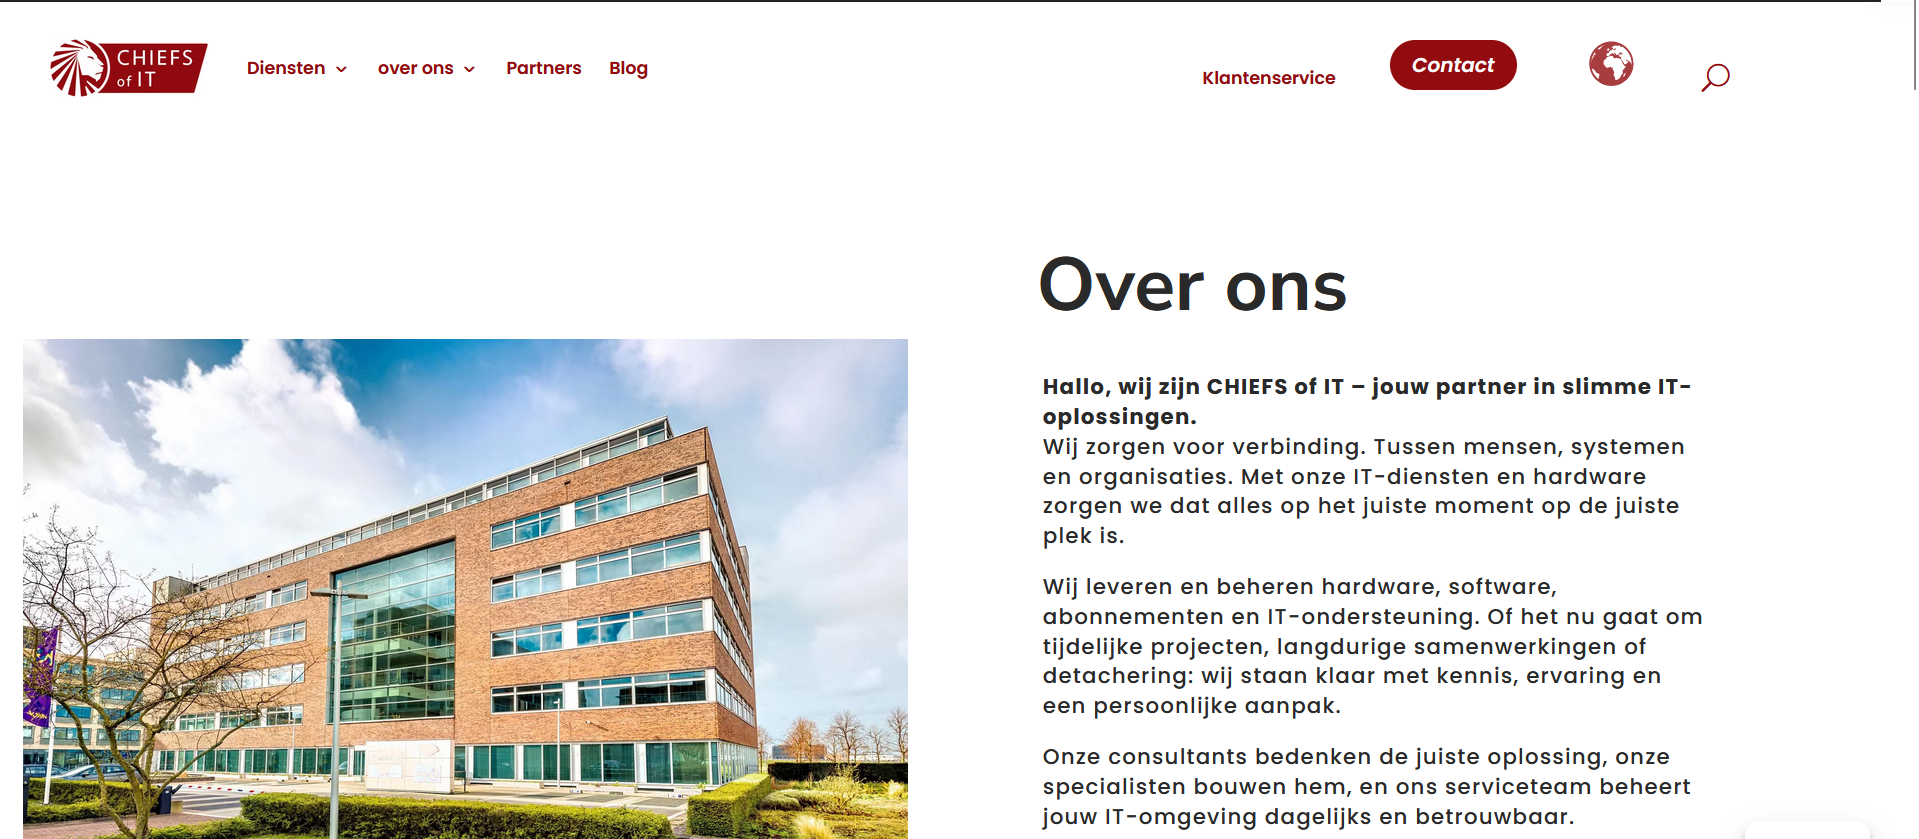 CHIEFS
of IT
Diensten
over ons
Partners
Blog
Klantenservice
Contact
Over ons
Hallo, wij zijn CHIEFS of IT – jouw partner in slimme IT-
oplossingen.
Wij zorgen voor verbinding. Tussen mensen, systemen
en organisaties. Met onze IT-diensten en hardware
zorgen we dat alles op het juiste moment op de juiste
plek is.
Wij leveren en beheren hardware, software,
abonnementen en IT-ondersteuning. Of het nu gaat om
tijdelijke projecten, langdurige samenwerkingen of
detachering: wij staan klaar met kennis, ervaring en
een persoonlijke aanpak.
Onze consultants bedenken de juiste oplossing, onze
specialisten bouwen hem, en ons serviceteam beheert
jouw IT-omgeving dagelijks en betrouwbaar.